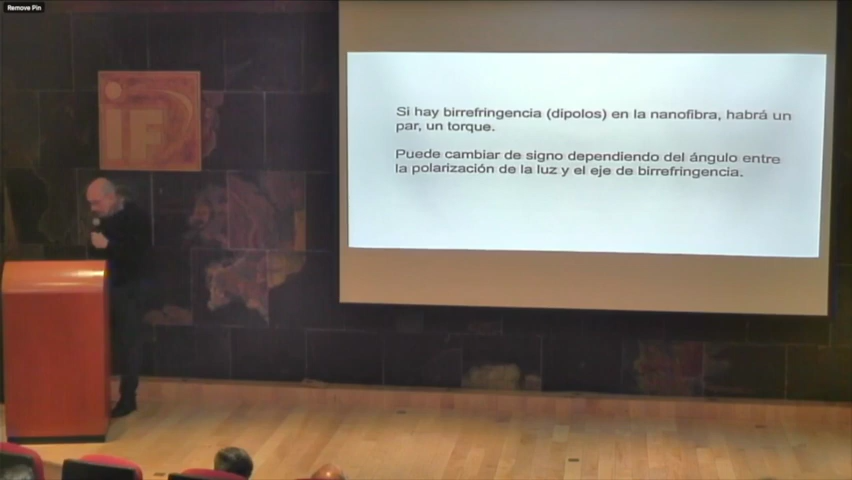 Remove Pin
IF
Si hay birrefringencia (dipolos) en la nanofibra, habrá un
par, un torque.
Puede cambiar de signo dependiendo del ángulo entre
la polarización de la luz y el eje de birrefringencia.